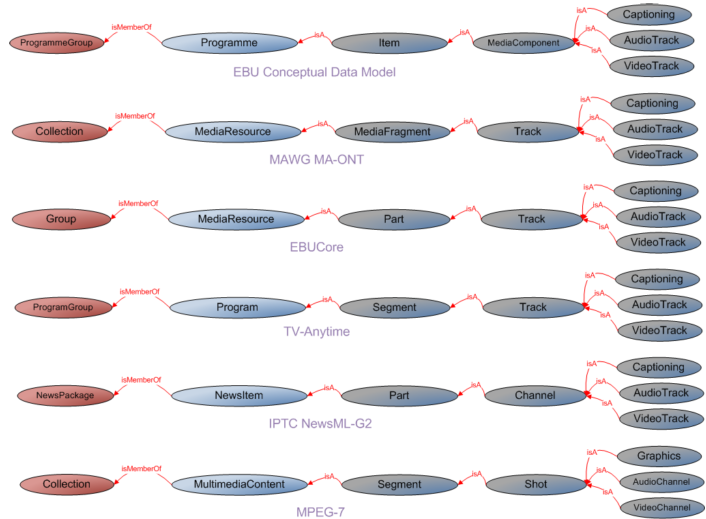 Captioning
isA
isMemberOf
ProgrammeGroup Programme isA Item isA MediaComponent isA AudioTrack
isA
VideoTrack
EBU Conceptual Data Model
Captioning
isA
isMemberOf
Collection MediaResource isA MediaFragment isA Track isA AudioTrack
isA
VideoTrack
MAWG MA-ONT
Captioning
isA
isMemberOf
Group MediaResource isA Part isA Track isA AudioTrack
isA
VideoTrack
EBUCore
Captioning
isA
isMemberOf
ProgramGroup Program isA Segment isA Track isA AudioTrack
isA
VideoTrack
TV-Anytime
Captioning
isA
isMemberOf
NewsPackage NewsItem isA Part isA Channel isA AudioTrack
isA
VideoTrack
IPTC NewsML-G2
Graphics
isA
isMemberOf
Collection MultimediaContent isA Segment isA Shot isA AudioChannel
isA
VideoChannel
MPEG-7